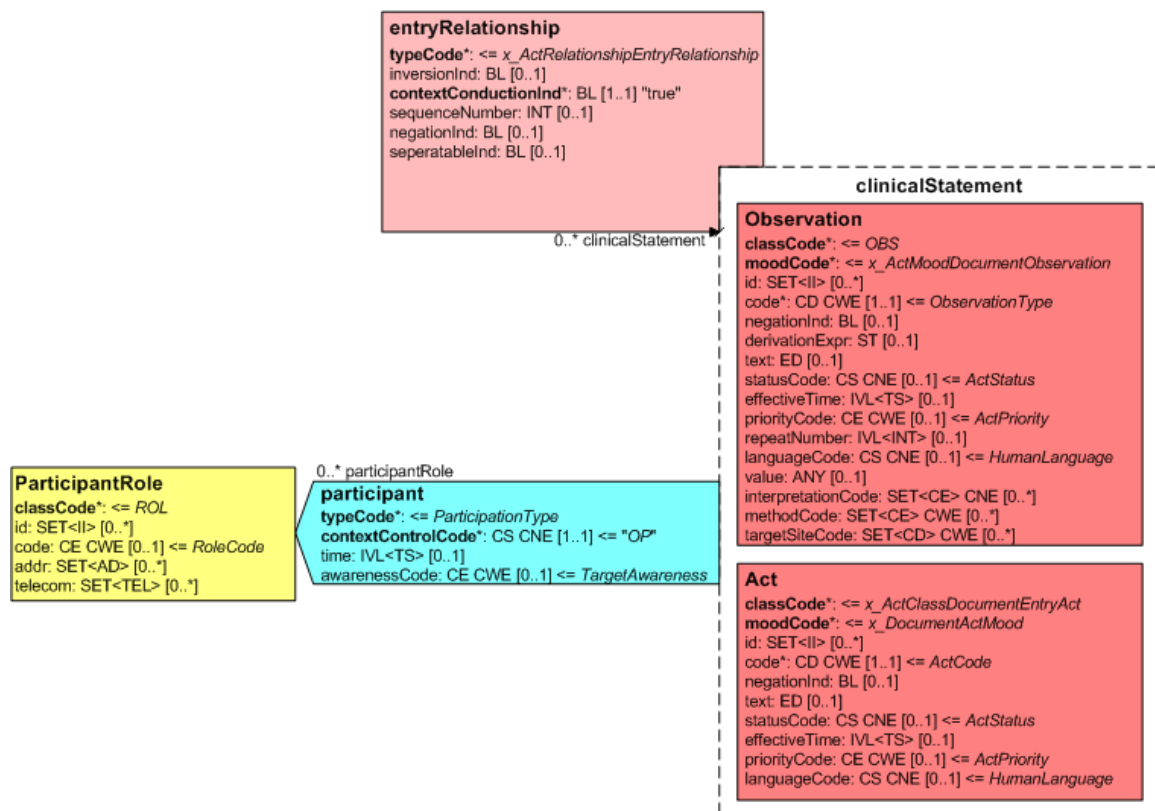 entryRelationship
typeCode*: <= x_ActRelationshipEntryRelationship
inversionInd: BL [0..1]
contextConductionInd*: BL [1..1] "true"
sequenceNumber: INT [0..1]
negationInd: BL [0..1]
seperatableInd: BL [0..1]
0..* clinicalStatement
clinicalStatement
Observation
classCode*: <= OBS
moodCode*: <= x_ActMoodDocumentObservation
id: SET<II> [0..*]
code*: CD CWE [1..1] <= ObservationType
negationInd: BL [0..1]
derivationExpr: ST [0..1]
text: ED [0..1]
statusCode: CS CNE [0..1] <= ActStatus
effectiveTime: IVL<TS> [0..1]
priorityCode: CE CWE [0..1] <= ActPriority
repeatNumber: IVL<INT> [0..1]
languageCode: CS CNE [0..1] <= HumanLanguage
value: ANY [0..1]
interpretationCode: SET<CE> CNE [0..*]
methodCode: SET<CE> CWE [0..*]
targetSiteCode: SET<CD> CWE [0..*]
ParticipantRole
classCode*: <= ROL
id: SET<II> [0..*]
code: CE CWE [0..1] <= RoleCode
addr: SET<AD> [0..*]
telecom: SET<TEL> [0..*]
0..* participantRole
participant
typeCode*: <= ParticipationType
contextControlCode*: CS CNE [1..1] <= "OP"
time: IVL<TS> [0..1]
awarenessCode: CE CWE [0..1] <= TargetAwareness
Act
classCode*: <= x_ActClassDocumentEntryAct
moodCode*: <= x_DocumentActMood
id: SET<II> [0..*]
code*: CD CWE [1..1] <= ActCode
negationInd: BL [0..1]
text: ED [0..1]
statusCode: CS CNE [0..1] <= ActStatus
effectiveTime: IVL<TS> [0..1]
priorityCode: CE CWE [0..1] <= ActPriority
languageCode: CS CNE [0..1] <= HumanLanguage